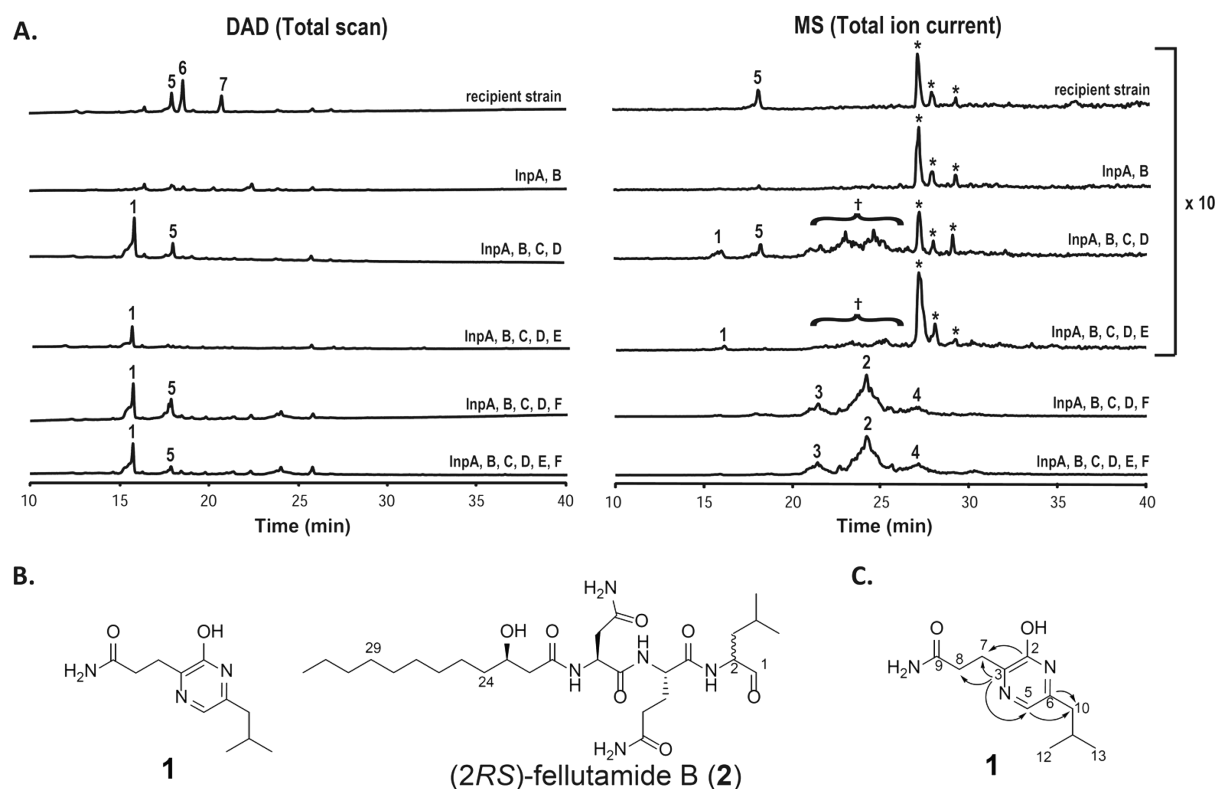 A.
DAD (Total scan)
MS (Total ion current)
5 6 7
recipient strain
5 * * *
recipient strain
InpA, B
* * *
InpA, B
x 10
1 5
InpA, B, C, D
1 5 † * * *
InpA, B, C, D
1
InpA, B, C, D, E
1 † * * *
InpA, B, C, D, E
1 5
InpA, B, C, D, F
3 2 4
InpA, B, C, D, F
1 5
InpA, B, C, D, E, F
3 2 4
InpA, B, C, D, E, F
10 15 20 25 30 35 40
Time (min)
10 15 20 25 30 35 40
Time (min)
B.
O OH
H2N N
N
1
H2N
O
29 OH O H O
N N 1
24 H O H 2 O
N
H2N O
(2RS)-fellutamide B (2)
C.
O 7 OH
H2N 9 8 2
3 N
N 5 6 10
12 13
1